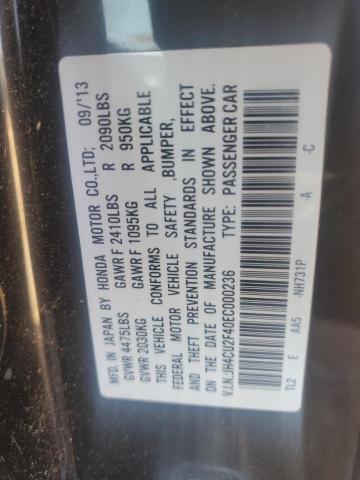 MFD. IN JAPAN BY HONDA MOTOR CO.,LTD; 09/'13
GVWR 4475LBS GAWR F 2410LBS R 2090LBS
GVWR 2030KG GAWR F 1095KG R 950KG
THIS VEHICLE CONFORMS TO ALL APPLICABLE
FEDERAL MOTOR VEHICLE SAFETY ,BUMPER,
AND THEFT PREVENTION STANDARDS IN EFFECT
ON THE DATE OF MANUFACTURE SHOWN ABOVE.
V.I.N.:JH4CU2F40EC000236 TYPE: PASSENGER CAR
TL2 E AA5 -NH731P -A -C